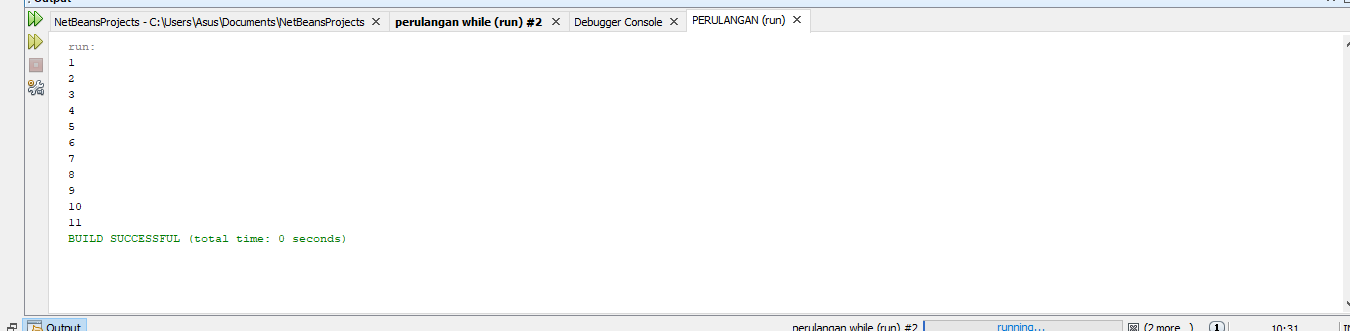 Output
NetBeansProjects - C:\Users\Asus\Documents\NetBeansProjects
perulangan while (run) #2
Debugger Console
PERULANGAN (run)
run:
1
2
3
4
5
6
7
8
9
10
11
BUILD SUCCESSFUL (total time: 0 seconds)
Output
perulangan while (run) #2
running...
(2 more...)
1
10:31